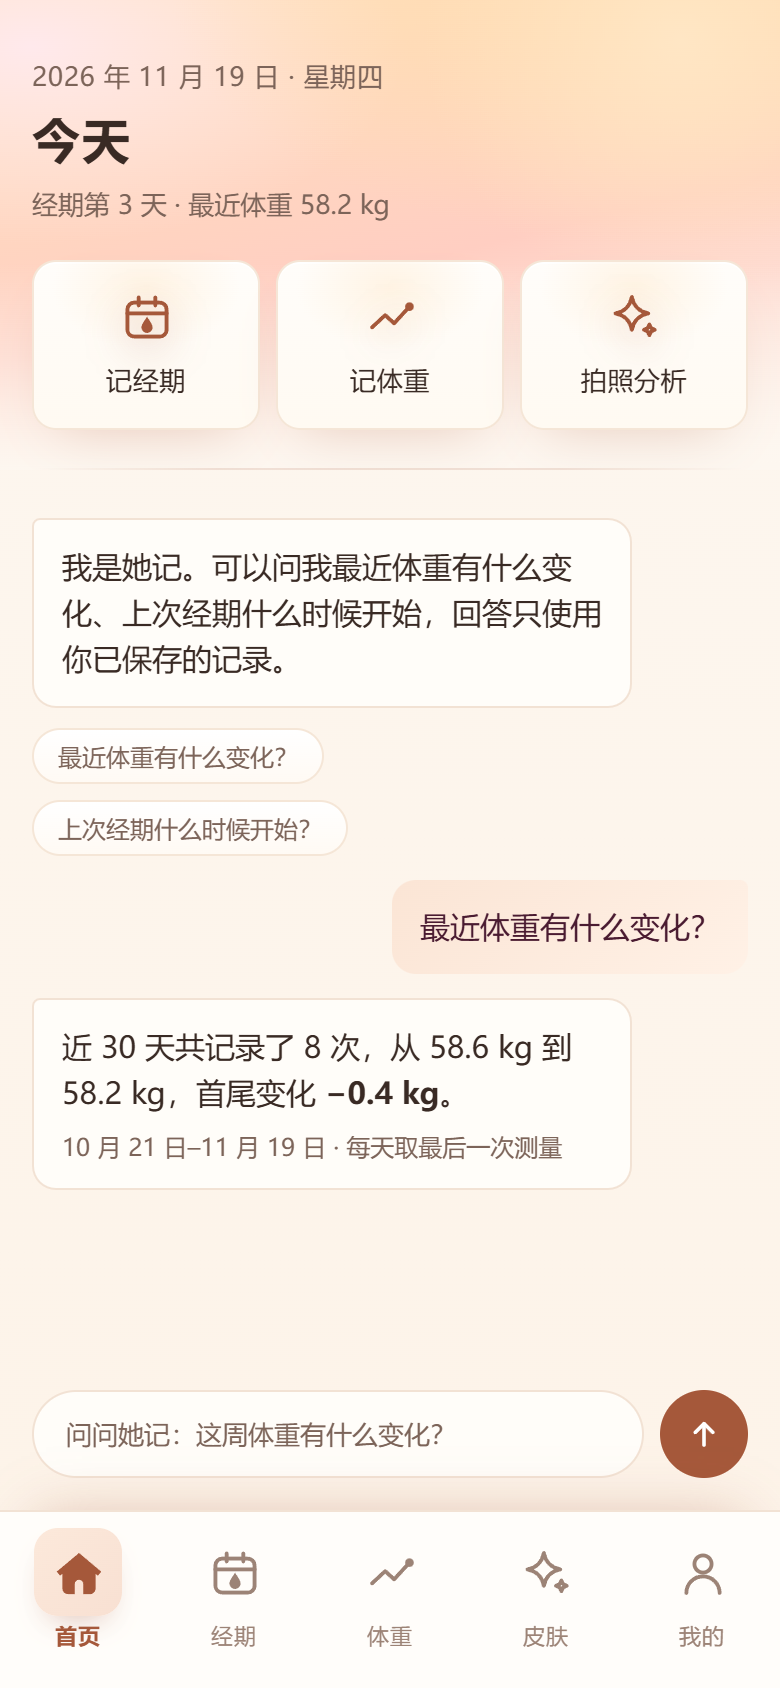 2026 年 11 月 19 日 · 星期四
今天
经期第 3 天 · 最近体重 58.2 kg
记经期
记体重
拍照分析
我是她记。可以问我最近体重有什么变
化、上次经期什么时候开始，回答只使用
你已保存的记录。
最近体重有什么变化？
上次经期什么时候开始？
最近体重有什么变化？
近 30 天共记录了 8 次，从 58.6 kg 到
58.2 kg，首尾变化 −0.4 kg。
10 月 21 日–11 月 19 日 · 每天取最后一次测量
问问她记：这周体重有什么变化？
首页
经期
体重
皮肤
我的